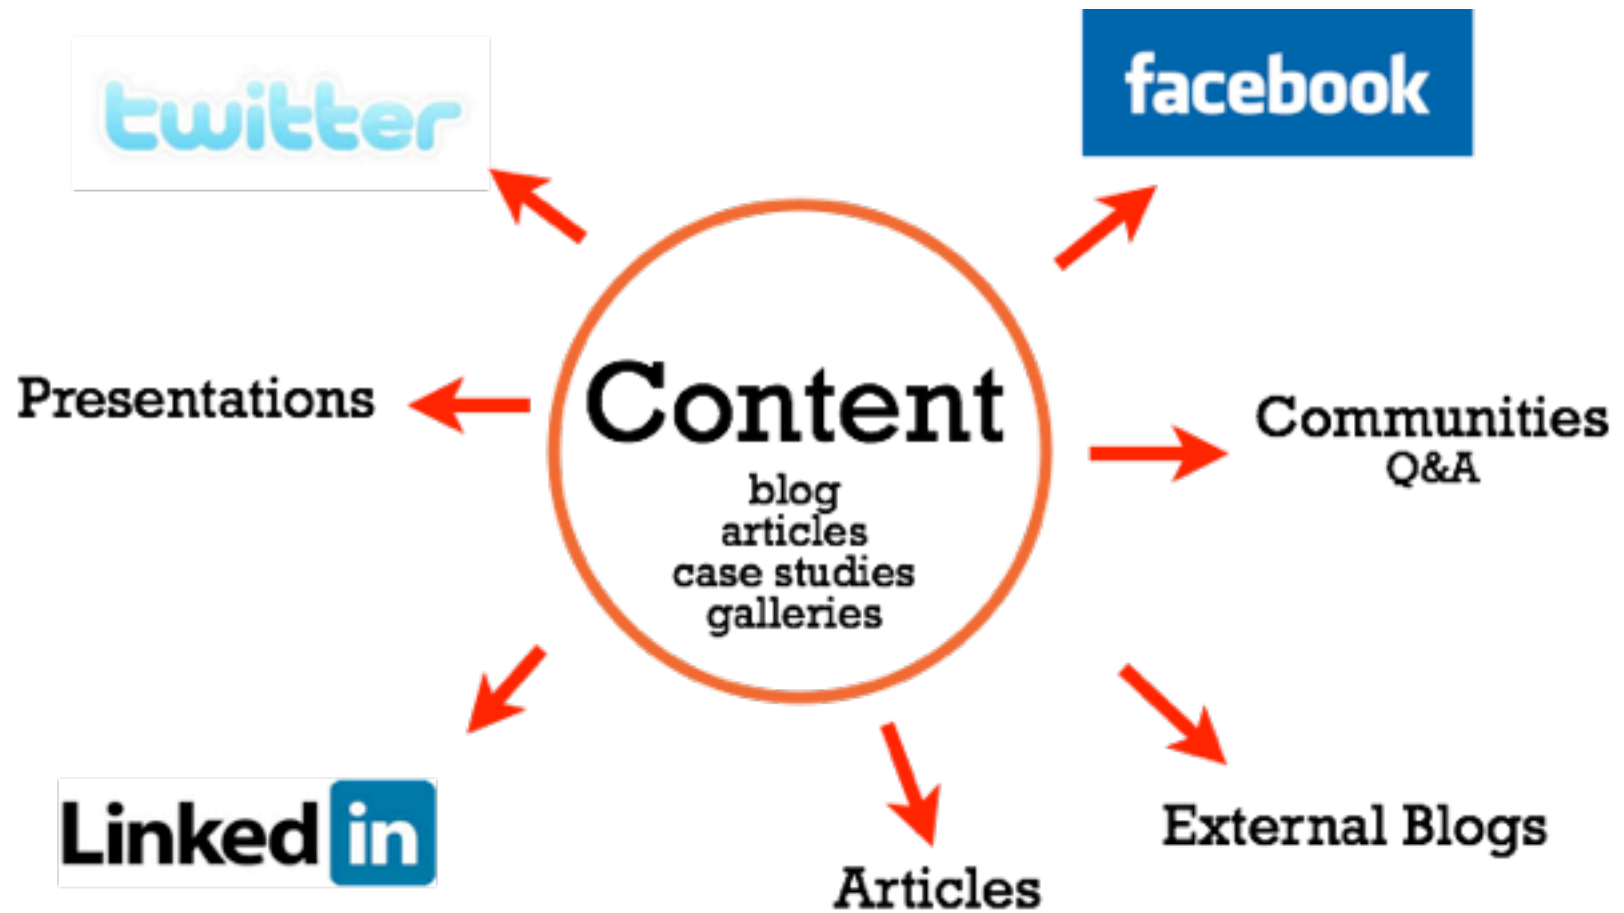 twitter
facebook
Presentations
Content
blog
articles
case studies
galleries
Communities
Q&A
Linked in
External Blogs
Articles